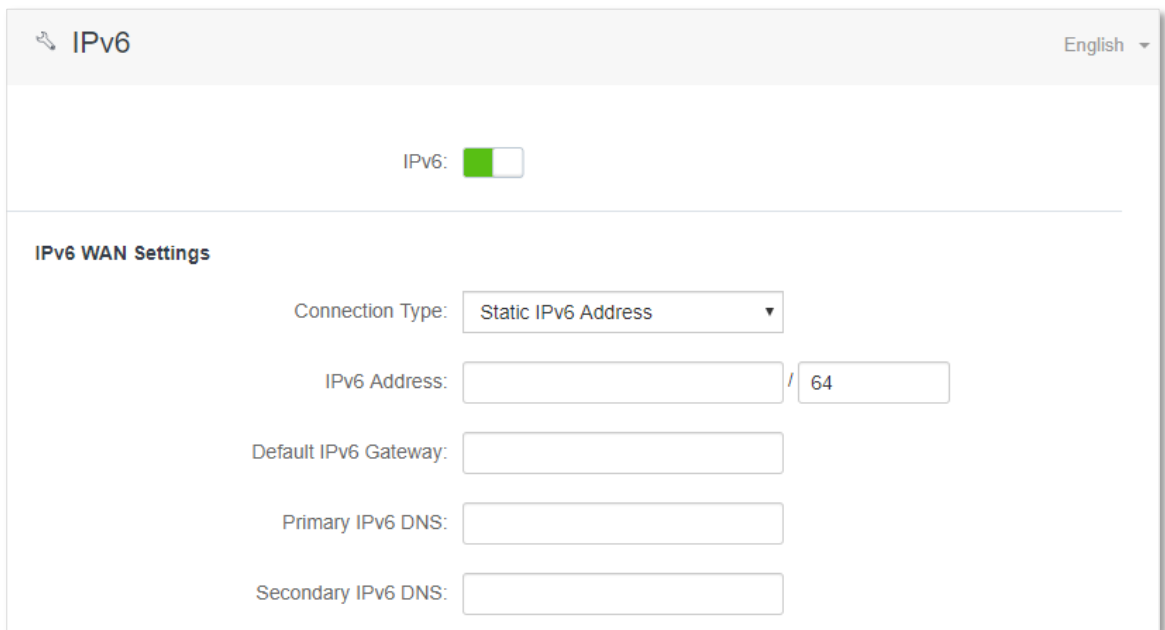 IPv6
English
IPv6:
IPv6 WAN Settings
Connection Type: Static IPv6 Address
IPv6 Address: / 64
Default IPv6 Gateway:
Primary IPv6 DNS:
Secondary IPv6 DNS: